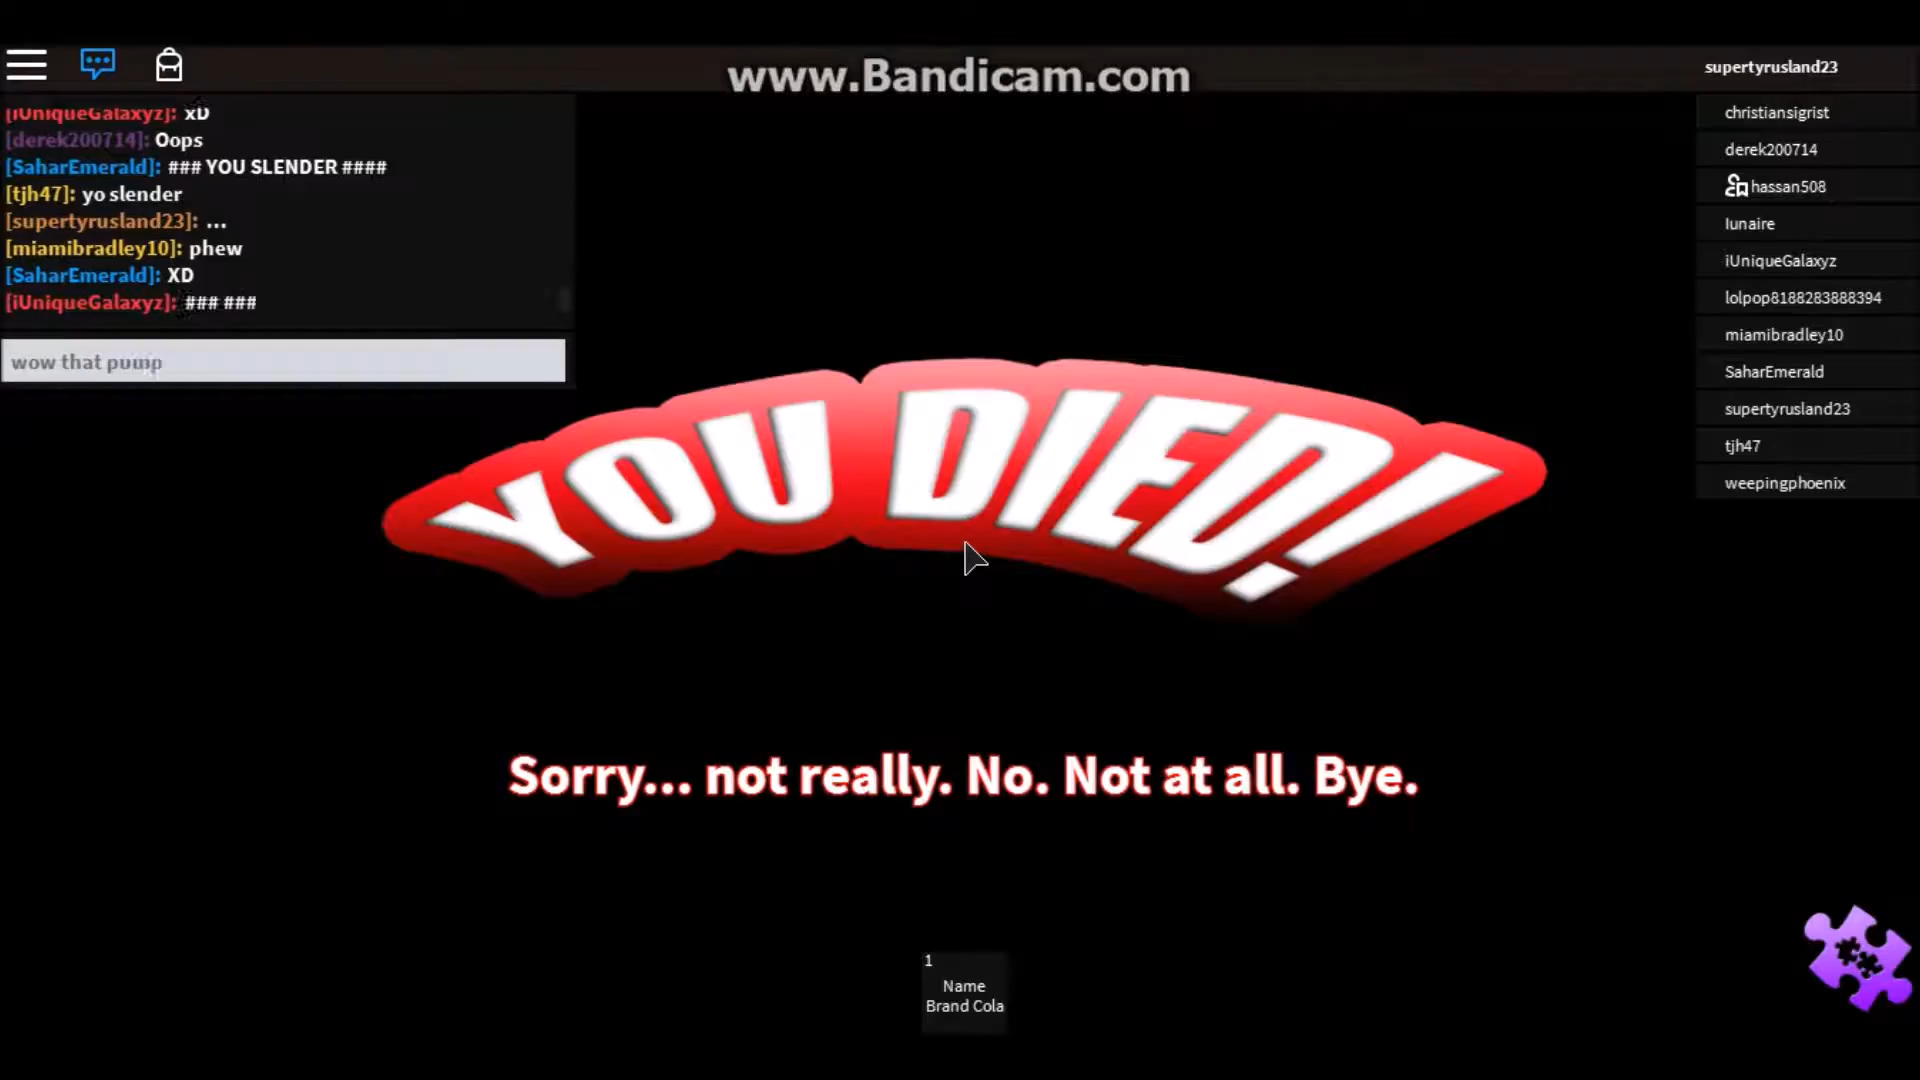 www.Bandicam.com
supertyrusland23
[iUniqueGalaxyz]: xD
[derek200714]: Oops
[SaharEmerald]: ### YOU SLENDER ####
[tjh47]: yo slender
[supertyrusland23]: ...
[miamibradley10]: phew
[SaharEmerald]: XD
[iUniqueGalaxyz]: ### ###
wow that pump
christiansigrist
derek200714
hassan508
lunaire
iUniqueGalaxyz
lolpop8188283888394
miamibradley10
SaharEmerald
supertyrusland23
tjh47
weepingphoenix
YOU DIED!
Sorry... not really. No. Not at all. Bye.
1
Name
Brand Cola